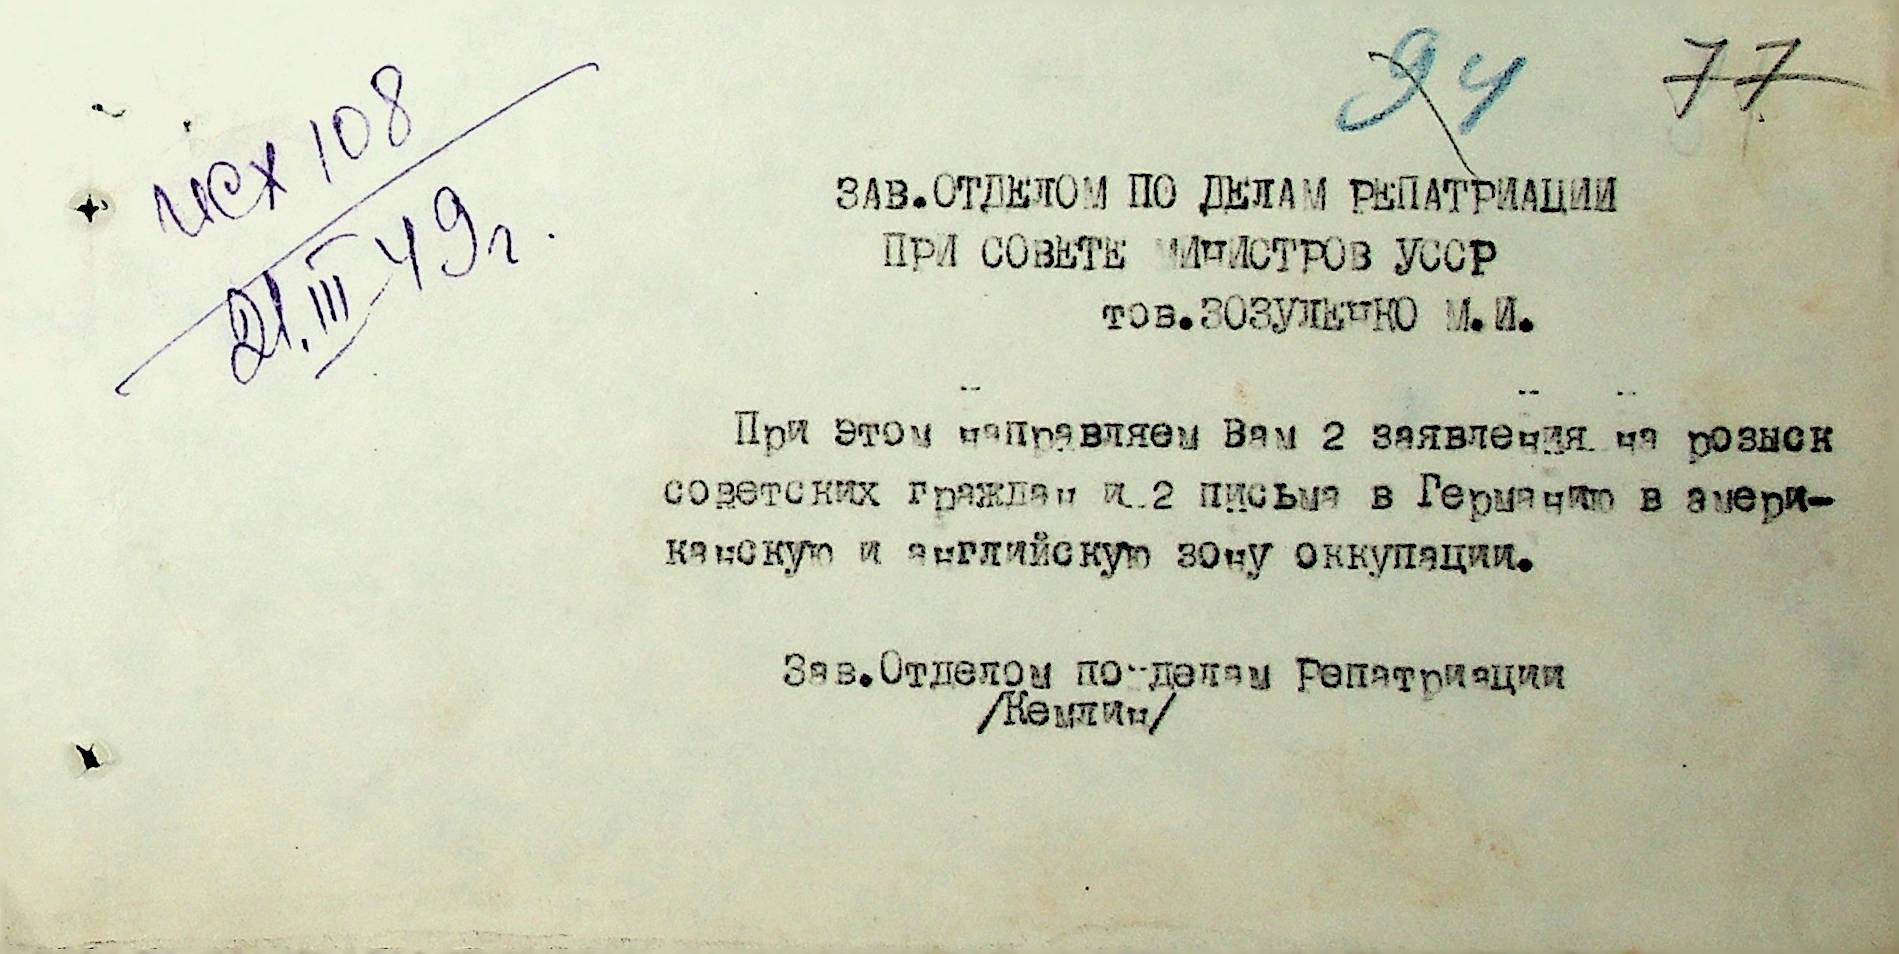 исх 108
21.III 49г.
94 77
ЗАВ.ОТДЕЛОМ ПО ДЕЛАМ РЕПАТРИАЦИИ
ПРИ СОВЕТЕ МИНИСТРОВ УССР
тов.ЗОЗУЛЕНКО М.И.
При этом направляем Вам 2 заявления на розыск
советских граждан и 2 письма в Германию в амери-
канскую и английскую зону оккупации.
Зав.Отделом по делам Репатриации
/Кемлин/